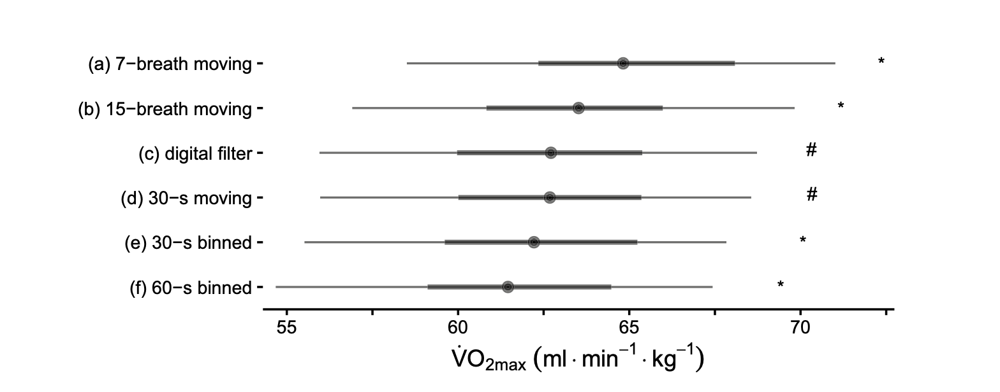 (a) 7−breath moving *
(b) 15−breath moving *
(c) digital filter #
(d) 30−s moving #
(e) 30−s binned *
(f) 60−s binned *
55 60 65 70
V̇O₂max (ml · min⁻¹ · kg⁻¹)